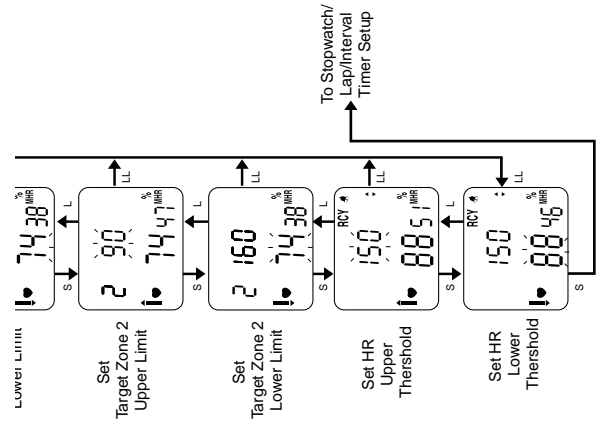 Lower Limit
74 38 % MHR
S L
Set
Target Zone 2
Upper Limit
2 90
74 47 % MHR
LL
S L
Set
Target Zone 2
Lower Limit
2 160
74 38 % MHR
LL
S L
Set HR
Upper
Thershold
RCY
150
88 51 % MHR
LL
S L
Set HR
Lower
Thershold
RCY
150
88 46 % MHR
LL
S
To Stopwatch/
Lap/Interval
Timer Setup